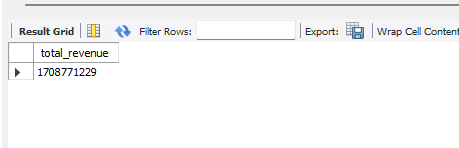 Result Grid Filter Rows: Export: Wrap Cell Content
total_revenue
1708771229